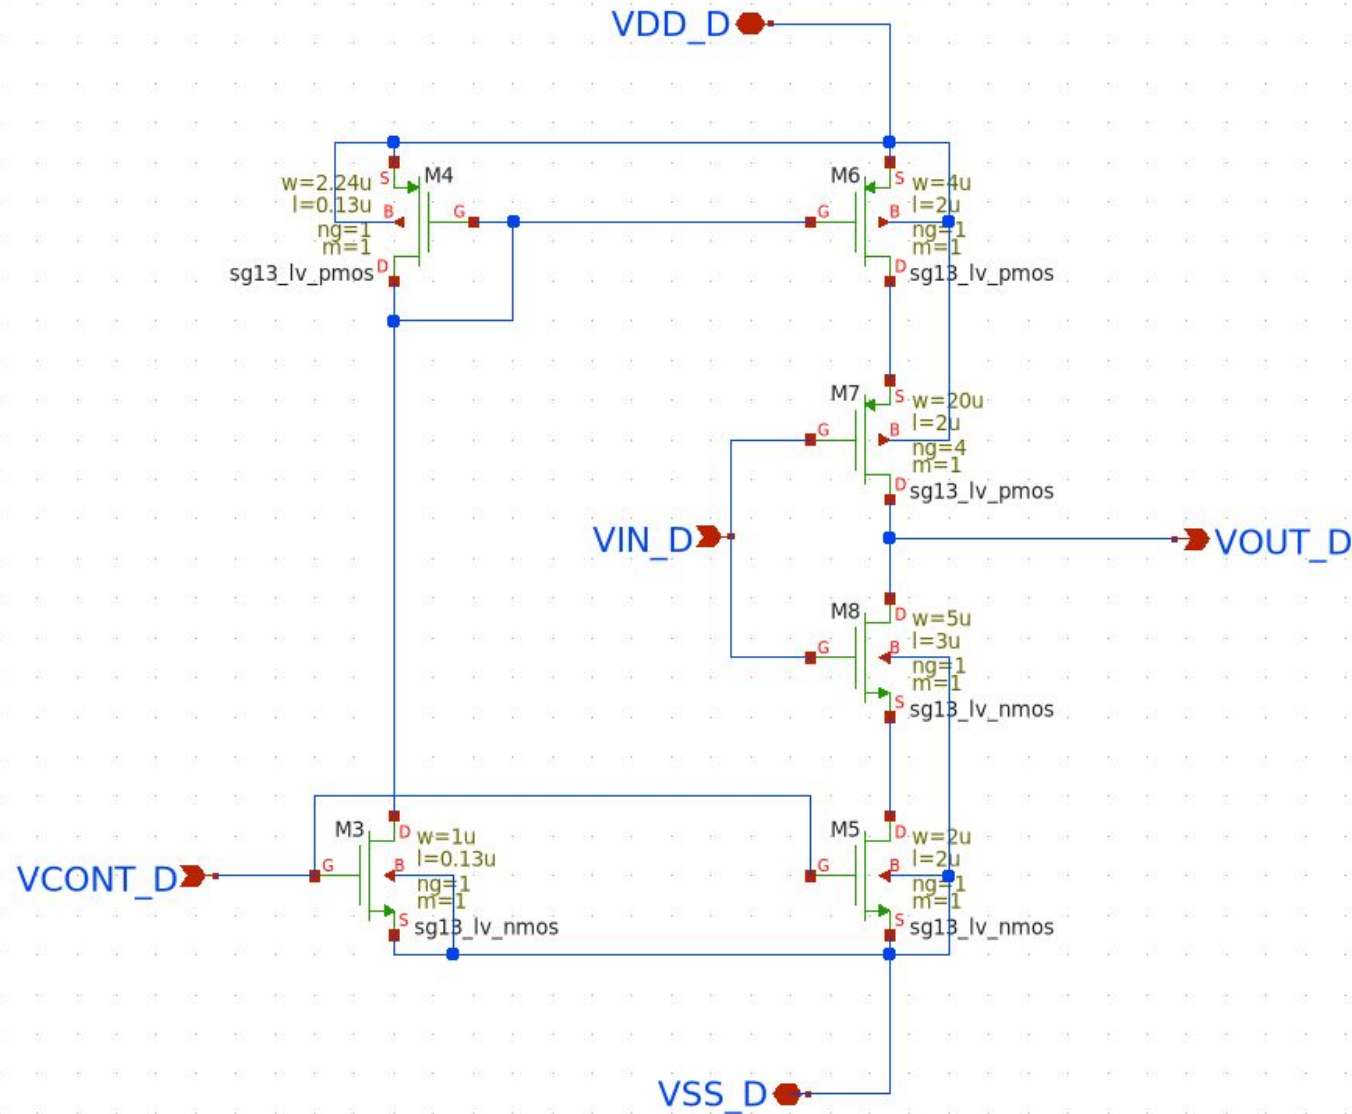 VDD_D
M4
S
w=2.24u
l=0.13u
B
G
ng=1
m=1
D
sg13_lv_pmos
M6
S
w=4u
l=2u
G
B
ng=1
m=1
D
sg13_lv_pmos
M7
S
w=20u
l=2u
G
B
ng=4
m=1
D
sg13_lv_pmos
VIN_D
VOUT_D
M8
D
w=5u
l=3u
G
B
ng=1
m=1
S
sg13_lv_nmos
VCONT_D
M3
D
w=1u
l=0.13u
G
B
ng=1
m=1
S
sg13_lv_nmos
M5
D
w=2u
l=2u
G
B
ng=1
m=1
S
sg13_lv_nmos
VSS_D